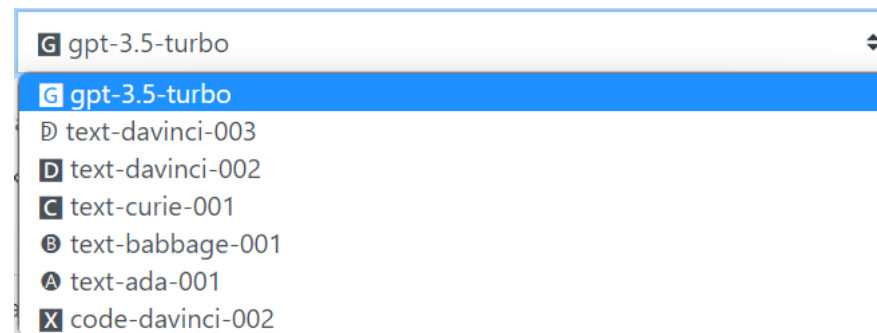 🅶 gpt-3.5-turbo
🅶 gpt-3.5-turbo
𝔻 text-davinci-003
🅳 text-davinci-002
🅲 text-curie-001
🅑 text-babbage-001
🅐 text-ada-001
🆇 code-davinci-002